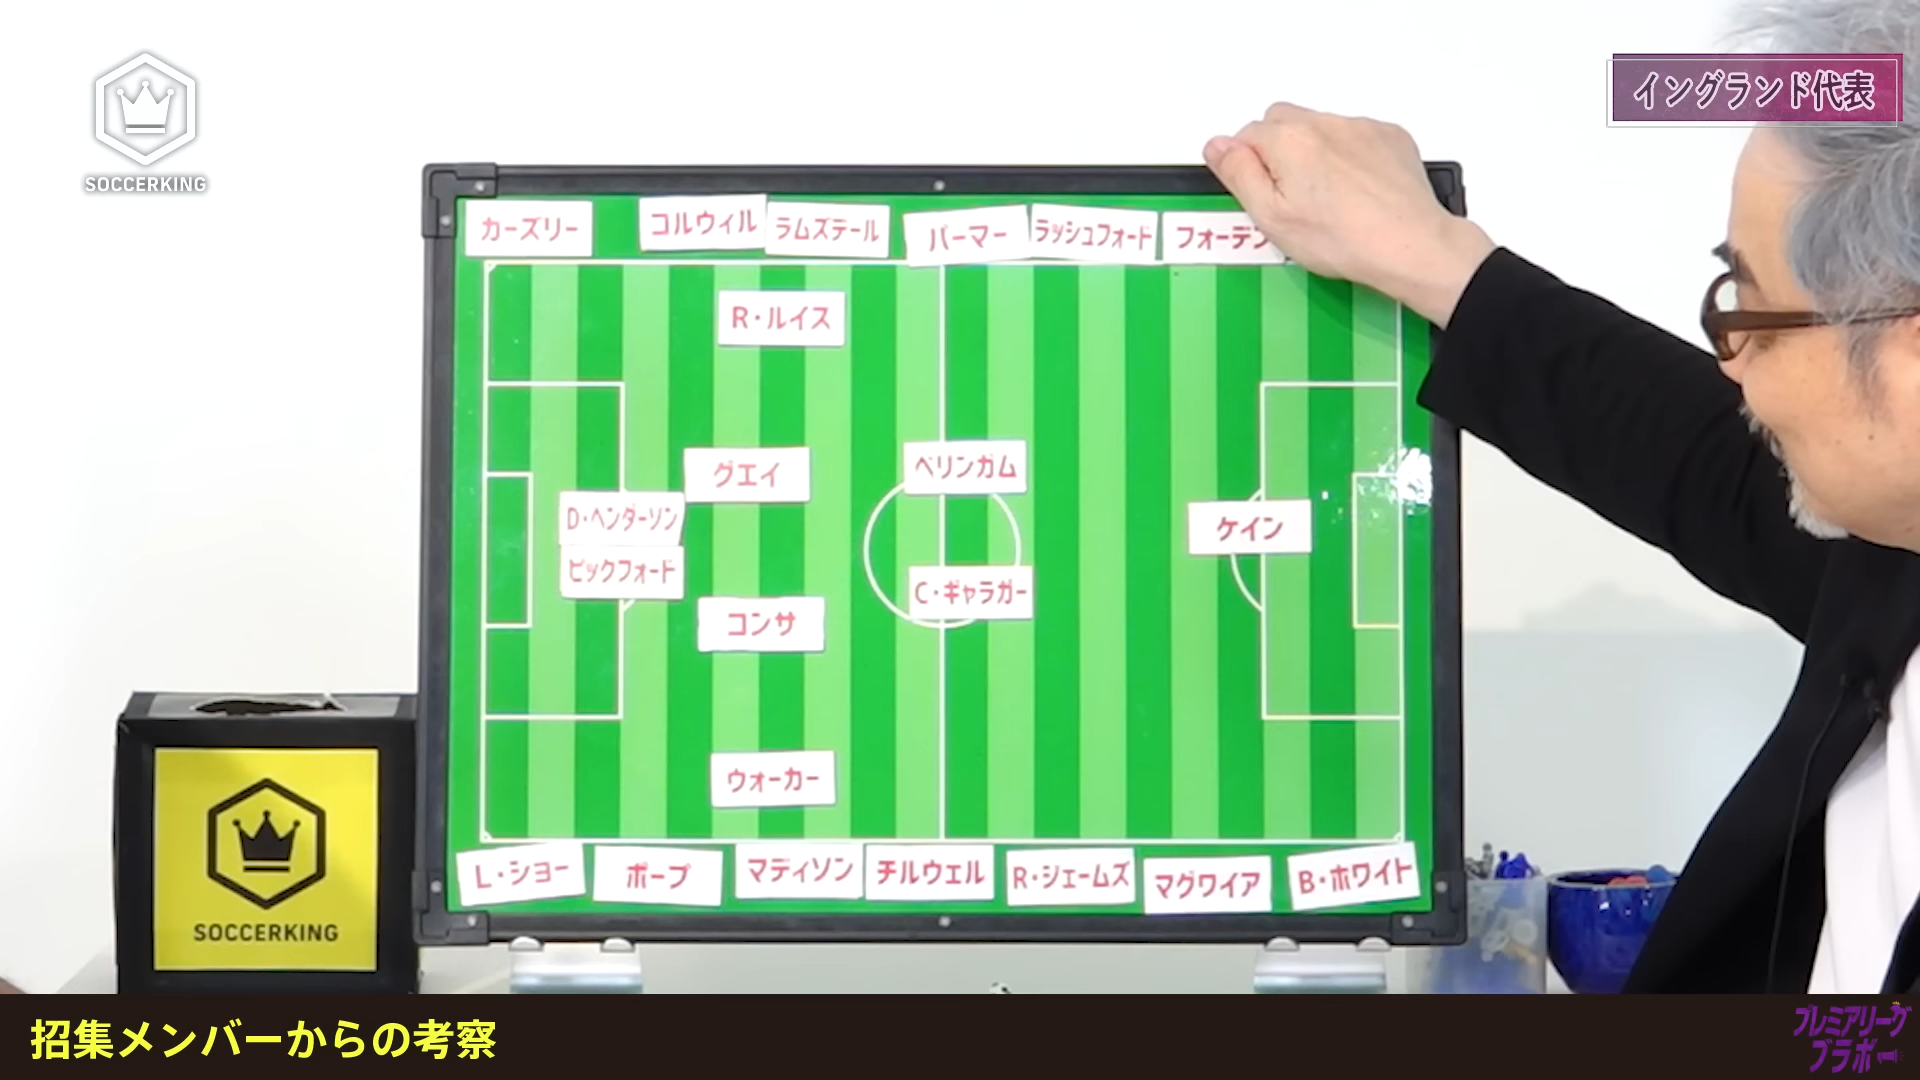 SOCCERKING
イングランド代表
カーズリー
コルウィル
ラムズデール
パーマー
ラッシュフォード
フォーデン
R・ルイス
グエイ
ベリンガム
D・ヘンダーソン
ケイン
ピックフォード
C・ギャラガー
コンサ
ウォーカー
L・ショー
ポープ
マディソン
チルウェル
R・ジェームズ
マグワイア
B・ホワイト
SOCCERKING
招集メンバーからの考察
プレミアリーグ
ブラボー